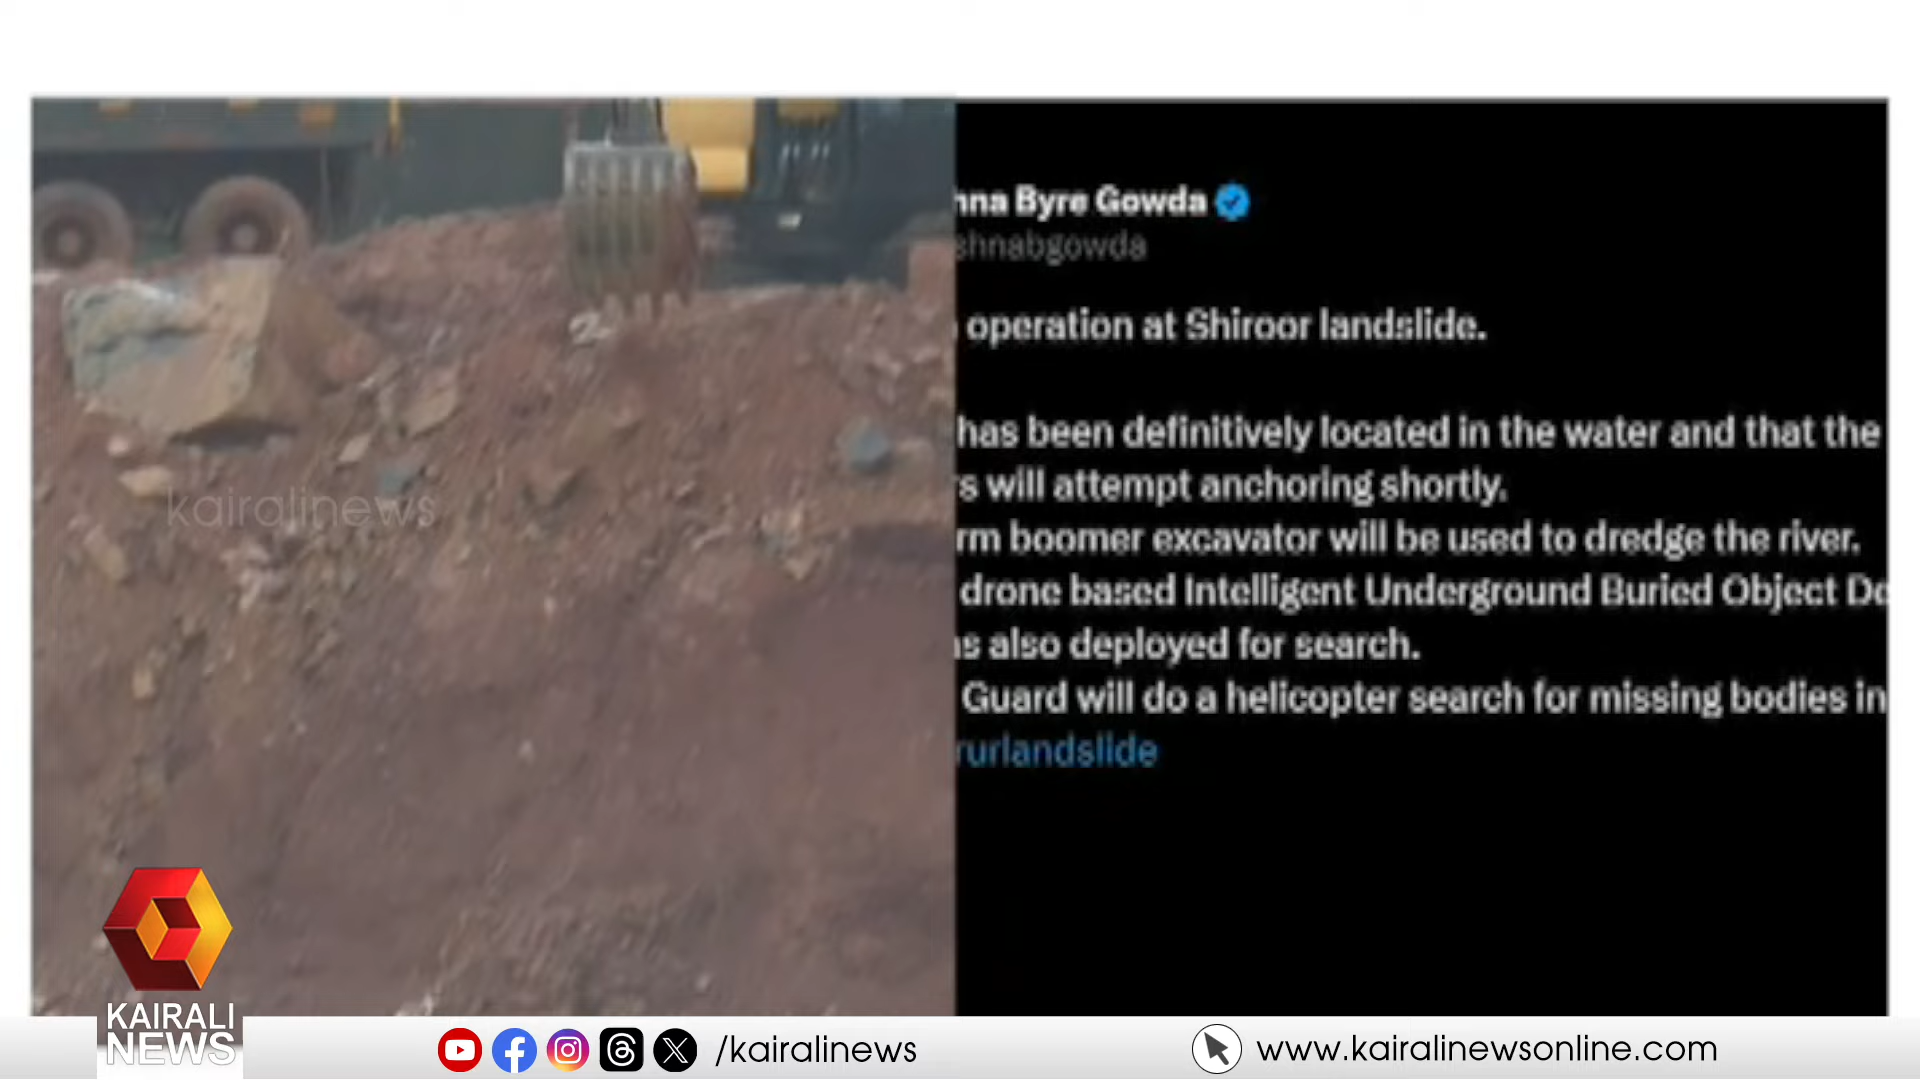 hna Byre Gowda
shnabgowda
operation at Shiroor landslide.
has been definitively located in the water and that the
s will attempt anchoring shortly.
rm boomer excavator will be used to dredge the river.
drone based Intelligent Underground Buried Object De
s also deployed for search.
Guard will do a helicopter search for missing bodies in
rurlandslide
kairalinews
KAIRALI
NEWS
/kairalinews
www.kairalinewsonline.com